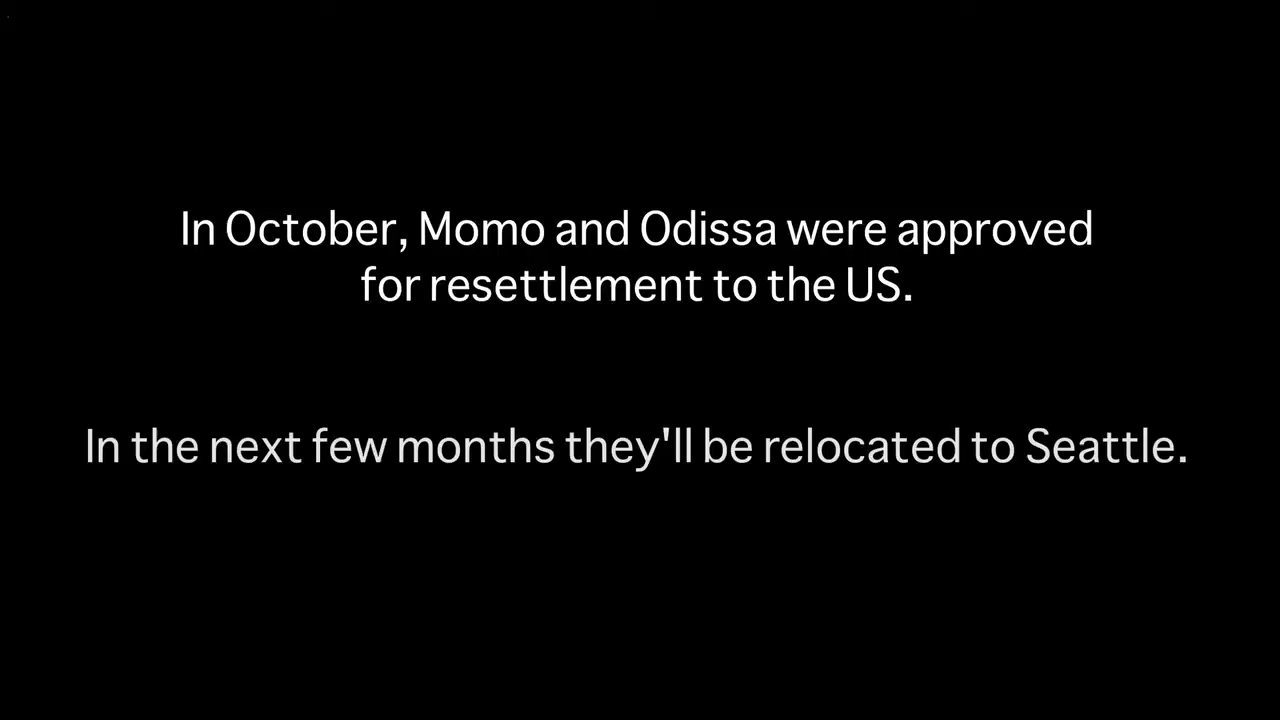 In October, Momo and Odissa were approved
for resettlement to the US.
In the next few months they'll be relocated to Seattle.